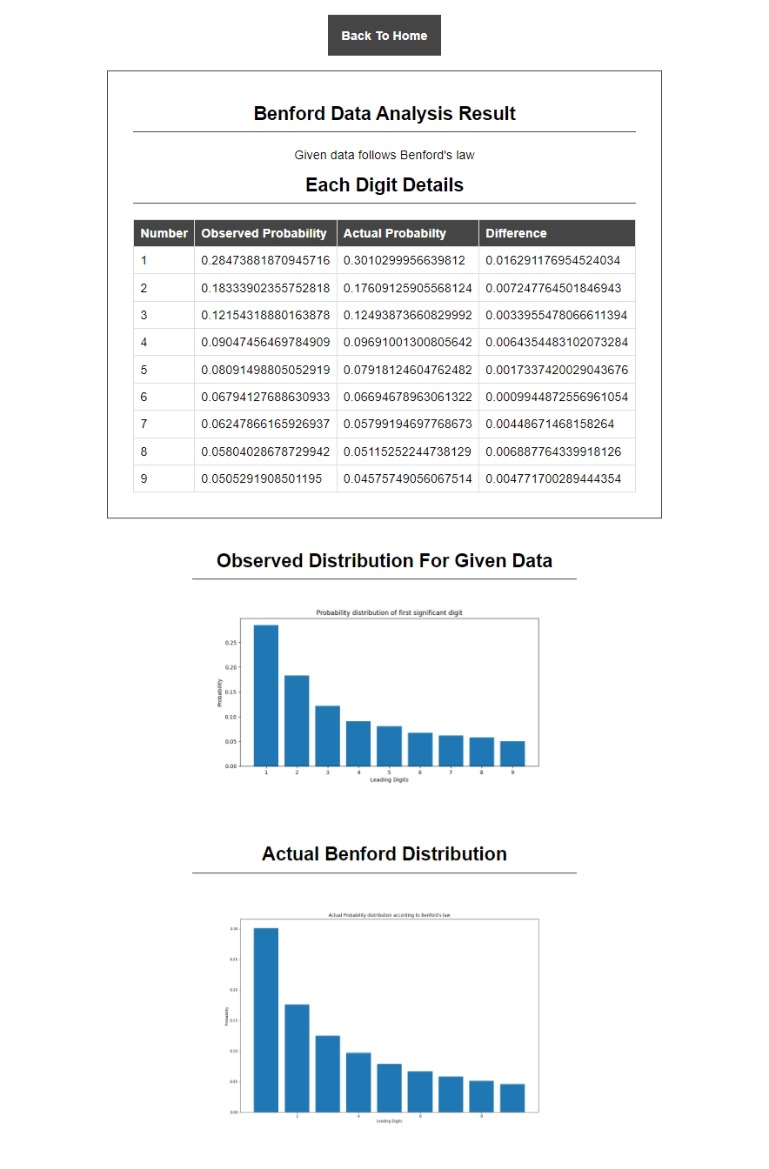 Back To Home
Benford Data Analysis Result
Given data follows Benford's law
Each Digit Details
Number Observed Probability Actual Probabilty Difference
1 0.28473881870945716 0.3010299956639812 0.016291176954524034
2 0.18333902355752818 0.17609125905568124 0.007247764501846943
3 0.12154318880163878 0.12493873660829992 0.0033955478066611394
4 0.09047456469784909 0.09691001300805642 0.0064354483102073284
5 0.08091498805052919 0.07918124604762482 0.0017337420029043676
6 0.06794127688630933 0.06694678963061322 0.0009944872556961054
7 0.06247866165926937 0.05799194697768673 0.00448671468158264
8 0.05804028678729942 0.05115252244738129 0.006887764339918126
9 0.0505291908501195 0.04575749056067514 0.004771700289444354
Observed Distribution For Given Data
Probability distribution of first significant digit
0.25
0.20
0.15
0.10
0.05
0.00
Probability
1 2 3 4 5 6 7 8 9
Leading Digits
Actual Benford Distribution
Actual Probability distribution according to Benford's law
0.30
0.25
0.20
0.15
0.10
0.05
0.00
Probability
2 4 6 8
Leading Digits